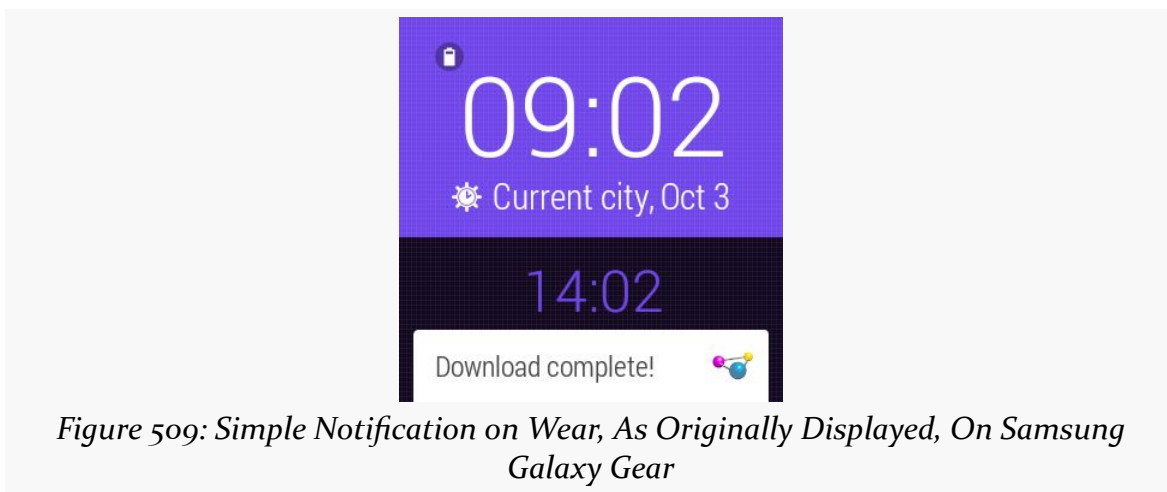 09:02
Current city, Oct 3
14:02
Download complete!
Figure 509: Simple Notification on Wear, As Originally Displayed, On Samsung
Galaxy Gear